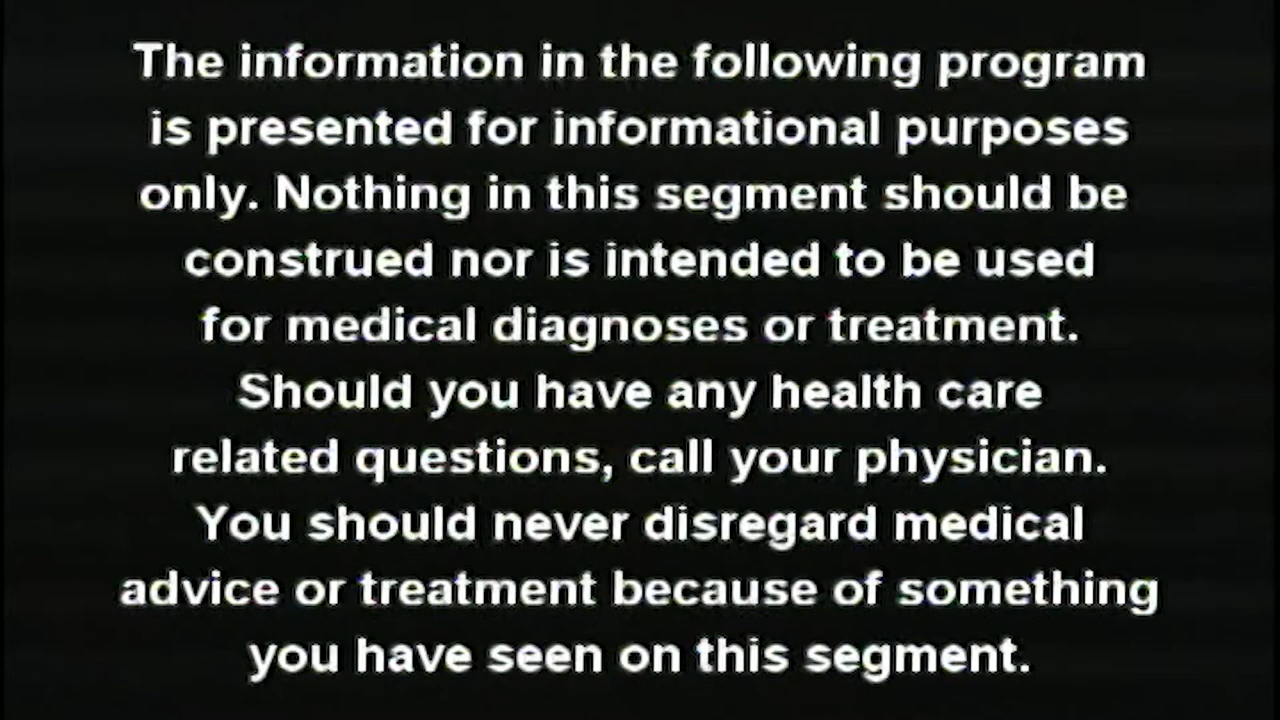 The information in the following program
is presented for informational purposes
only. Nothing in this segment should be
construed nor is intended to be used
for medical diagnoses or treatment.
Should you have any health care
related questions, call your physician.
You should never disregard medical
advice or treatment because of something
you have seen on this segment.